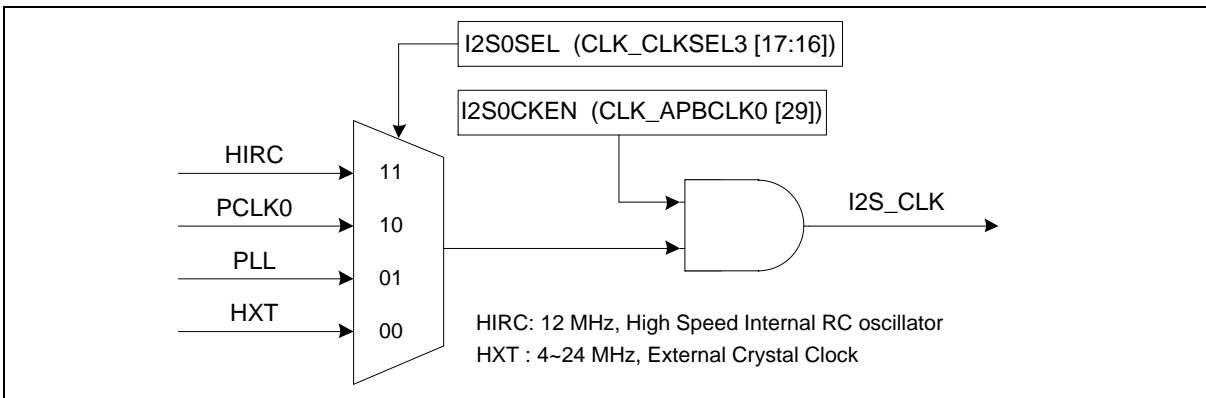 I2S0SEL (CLK_CLKSEL3 [17:16])
I2S0CKEN (CLK_APBCLK0 [29])
HIRC
11
PCLK0
10
PLL
01
HXT
00
I2S_CLK
HIRC: 12 MHz, High Speed Internal RC oscillator
HXT : 4~24 MHz, External Crystal Clock